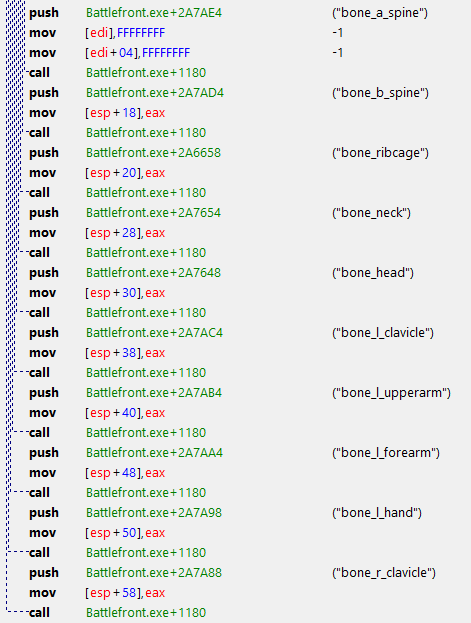 push Battlefront.exe+2A7AE4 ("bone_a_spine")
mov [edi],FFFFFFFF -1
mov [edi+04],FFFFFFFF -1
call Battlefront.exe+1180
push Battlefront.exe+2A7AD4 ("bone_b_spine")
mov [esp+18],eax
call Battlefront.exe+1180
push Battlefront.exe+2A6658 ("bone_ribcage")
mov [esp+20],eax
call Battlefront.exe+1180
push Battlefront.exe+2A7654 ("bone_neck")
mov [esp+28],eax
call Battlefront.exe+1180
push Battlefront.exe+2A7648 ("bone_head")
mov [esp+30],eax
call Battlefront.exe+1180
push Battlefront.exe+2A7AC4 ("bone_l_clavicle")
mov [esp+38],eax
call Battlefront.exe+1180
push Battlefront.exe+2A7AB4 ("bone_l_upperarm")
mov [esp+40],eax
call Battlefront.exe+1180
push Battlefront.exe+2A7AA4 ("bone_l_forearm")
mov [esp+48],eax
call Battlefront.exe+1180
push Battlefront.exe+2A7A98 ("bone_l_hand")
mov [esp+50],eax
call Battlefront.exe+1180
push Battlefront.exe+2A7A88 ("bone_r_clavicle")
mov [esp+58],eax
call Battlefront.exe+1180